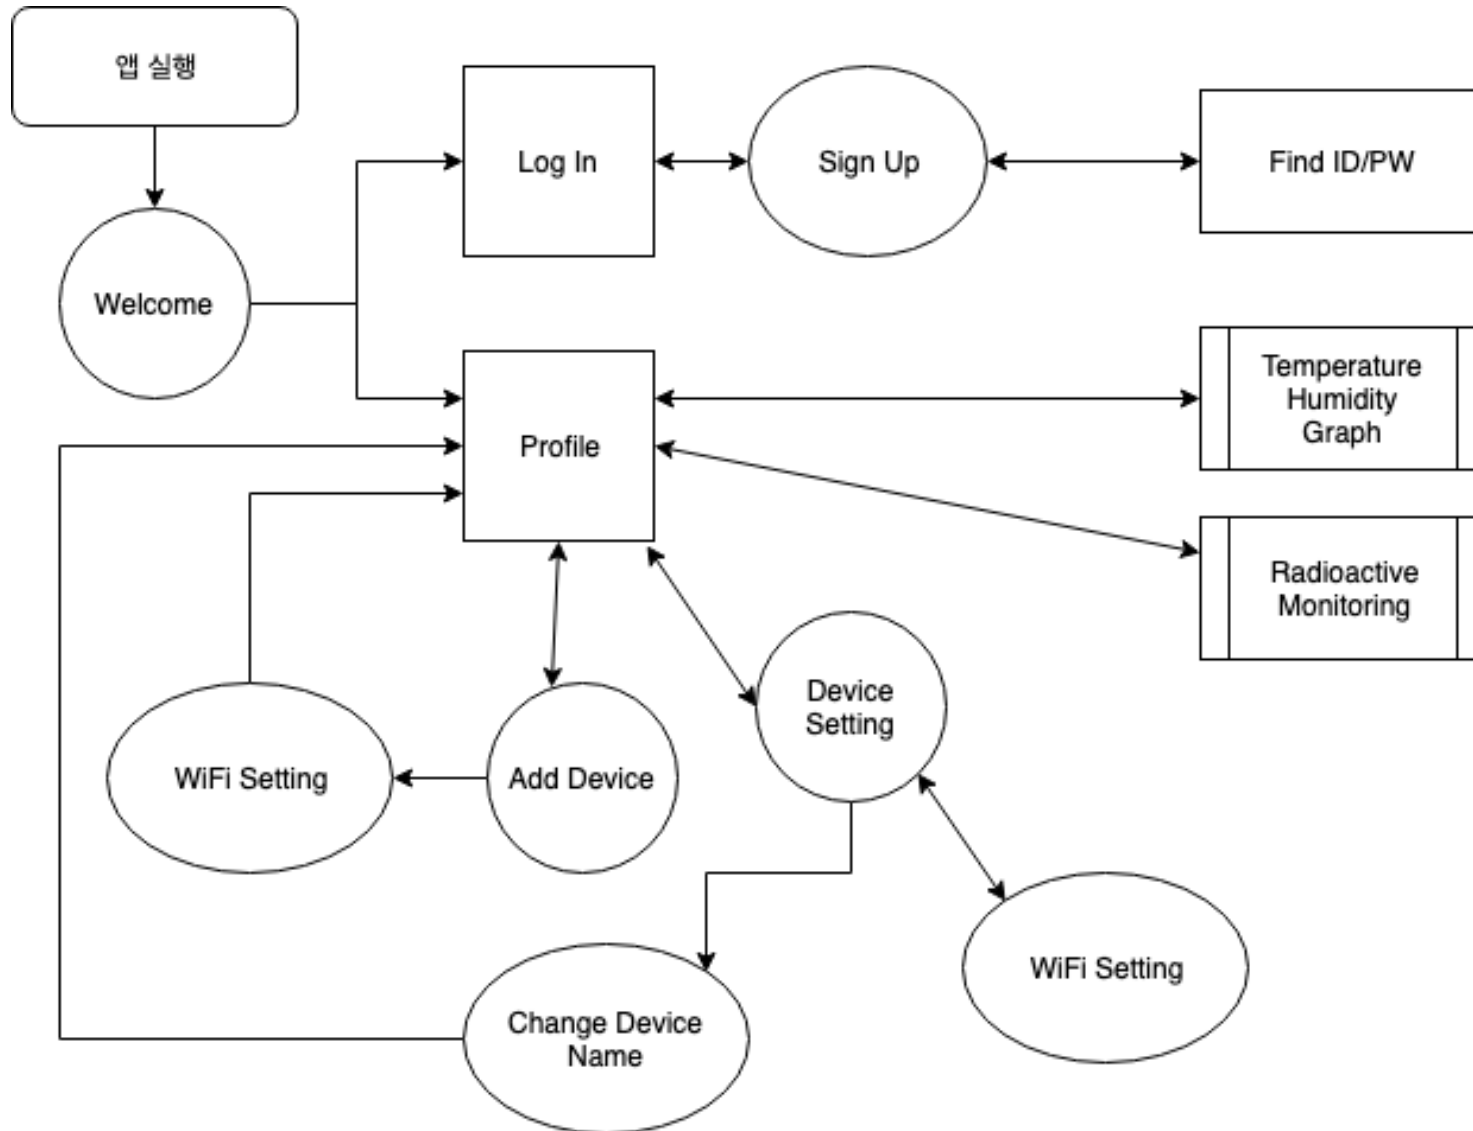 앱 실행
Log In
Sign Up
Find ID/PW
Welcome
Temperature
Humidity
Graph
Profile
Radioactive
Monitoring
Device
Setting
WiFi Setting
Add Device
WiFi Setting
Change Device
Name